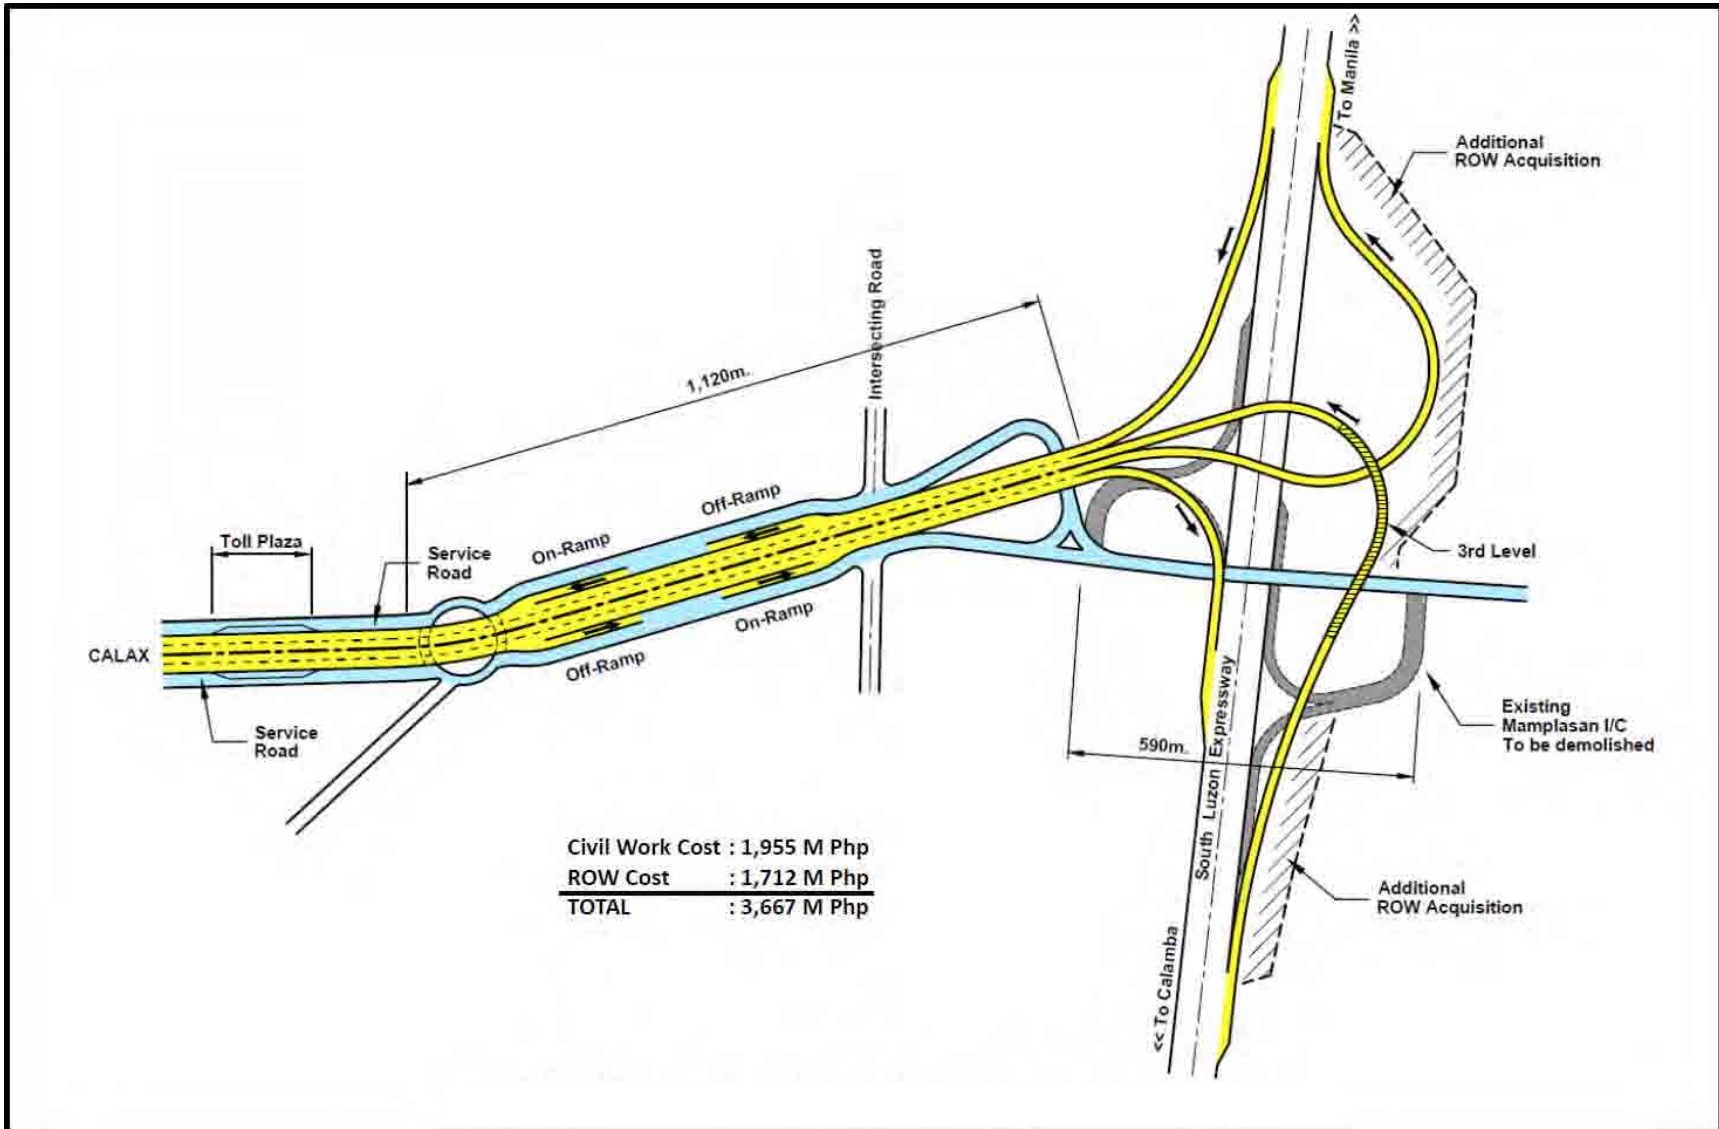 To Manila >>
Additional
ROW Acquisition
Intersecting Road
1,120m.
Off-Ramp
On-Ramp
Toll Plaza
Service
Road
3rd Level
On-Ramp
Off-Ramp
CALAX
Service
Road
Existing
Mamplasan I/C
To be demolished
590m.
South Luzon Expressway
Civil Work Cost : 1,955 M Php
ROW Cost : 1,712 M Php
TOTAL : 3,667 M Php
Additional
ROW Acquisition
<< To Calamba